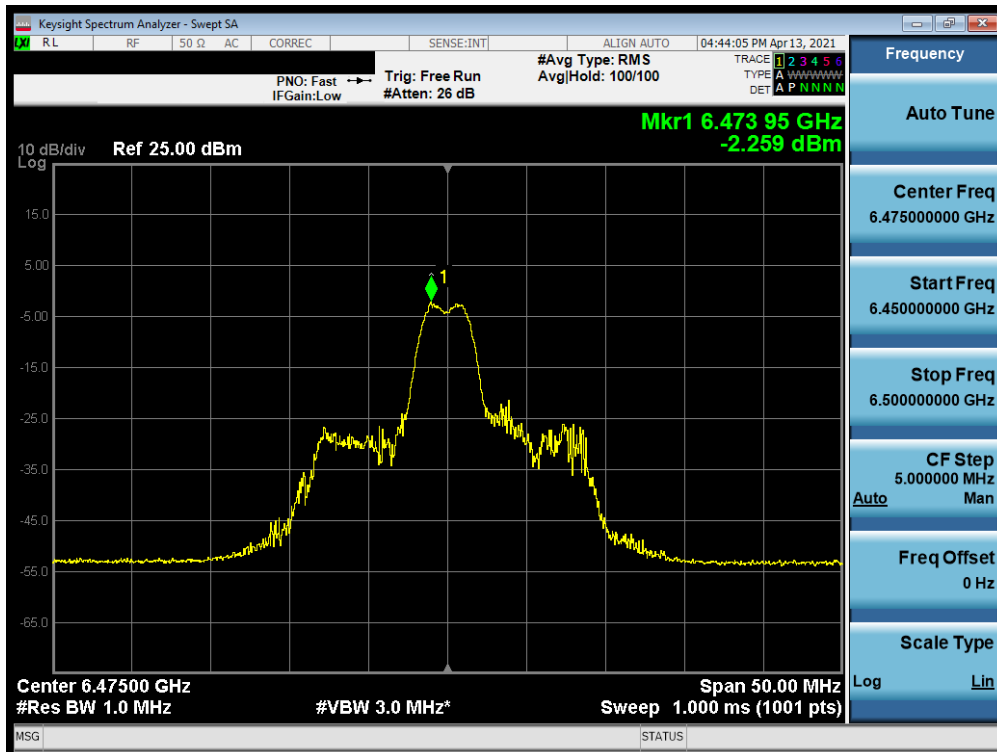 Keysight Spectrum Analyzer - Swept SA
LXI RL RF 50 Ω AC CORREC SENSE:INT ALIGN AUTO 04:44:05 PM Apr 13, 2021
PNO: Fast IFGain:Low
Trig: Free Run
#Atten: 26 dB
#Avg Type: RMS
Avg|Hold: 100/100
TRACE 1 2 3 4 5 6
TYPE A WWWWW
DET A P N N N N
Mkr1 6.473 95 GHz
-2.259 dBm
10 dB/div Ref 25.00 dBm
Log
15.0
5.00
1
-5.00
-15.0
-25.0
-35.0
-45.0
-55.0
-65.0
Center 6.47500 GHz Span 50.00 MHz
#Res BW 1.0 MHz #VBW 3.0 MHz* Sweep 1.000 ms (1001 pts)
MSG STATUS
Frequency
Auto Tune
Center Freq
6.475000000 GHz
Start Freq
6.450000000 GHz
Stop Freq
6.500000000 GHz
CF Step
5.000000 MHz
Auto Man
Freq Offset
0 Hz
Scale Type
Log Lin